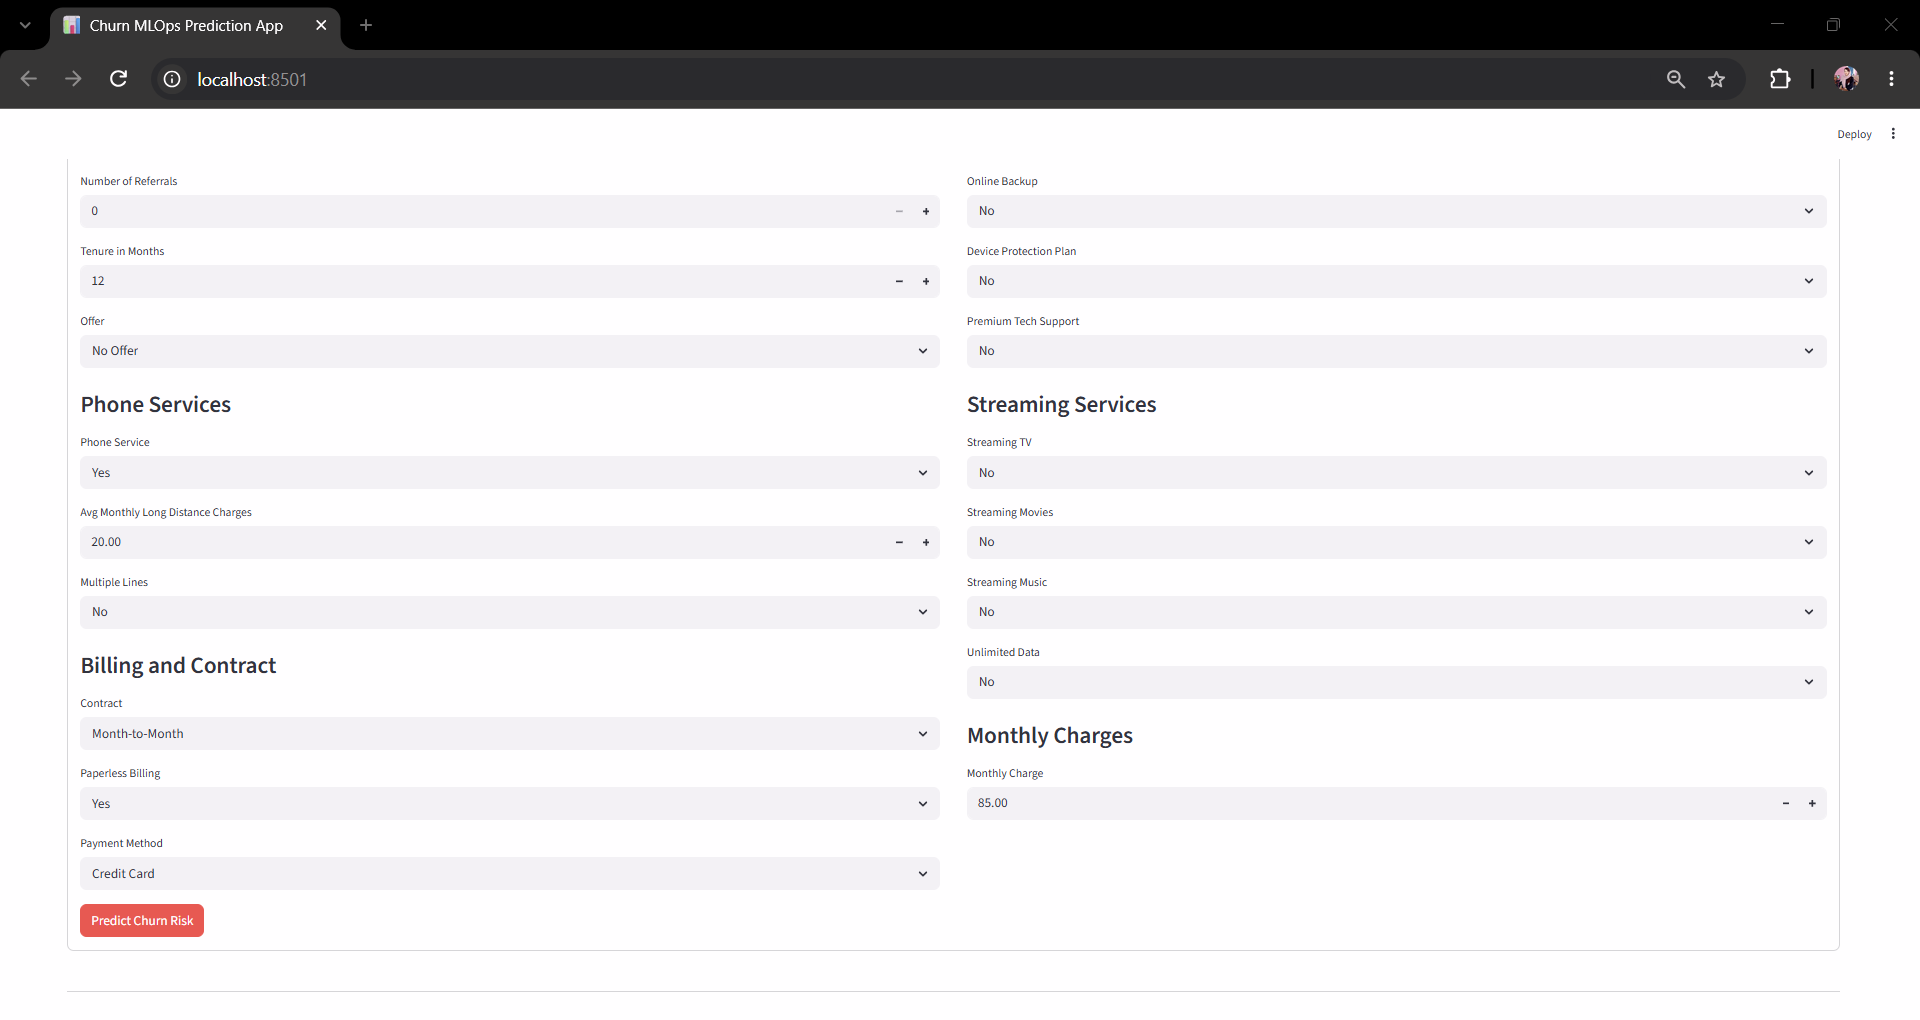 Churn MLOps Prediction App
localhost:8501
Deploy
Number of Referrals
0
Tenure in Months
12
Offer
No Offer
Phone Services
Phone Service
Yes
Avg Monthly Long Distance Charges
20.00
Multiple Lines
No
Billing and Contract
Contract
Month-to-Month
Paperless Billing
Yes
Payment Method
Credit Card
Predict Churn Risk
Online Backup
No
Device Protection Plan
No
Premium Tech Support
No
Streaming Services
Streaming TV
No
Streaming Movies
No
Streaming Music
No
Unlimited Data
No
Monthly Charges
Monthly Charge
85.00